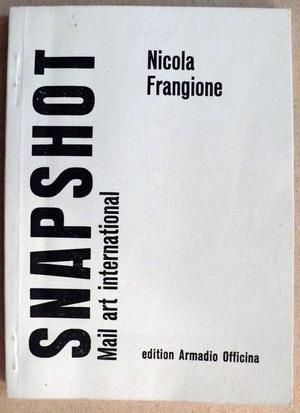 SNAPSHOT
Mail art international
Nicola
Frangione
edition Armadio Officina